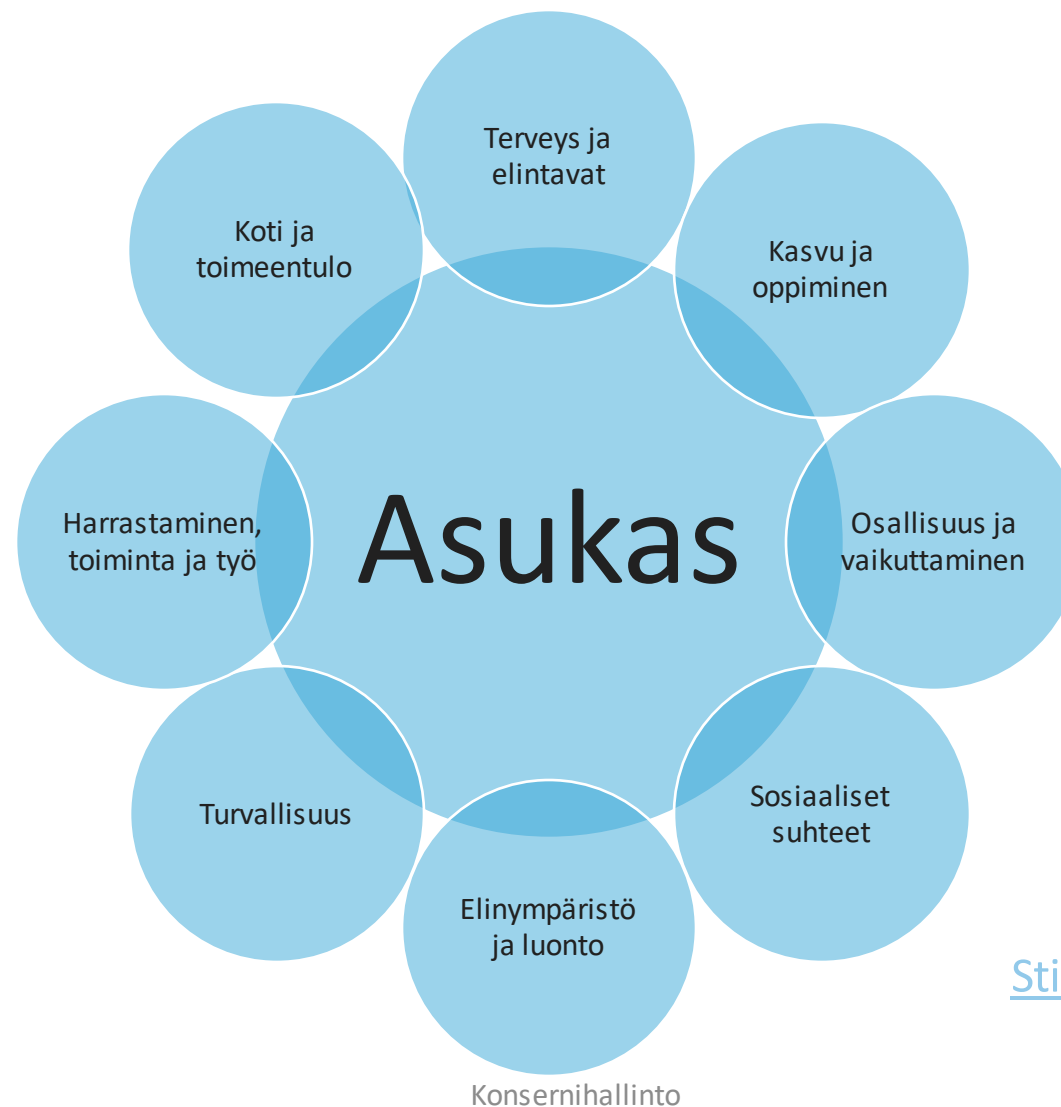 Terveys ja
elintavat
Koti ja
toimeentulo
Kasvu ja
oppiminen
Harrastaminen,
toiminta ja työ
Asukas
Osallisuus ja
vaikuttaminen
Turvallisuus
Sosiaaliset
suhteet
Elinympäristö
ja luonto
Sti
Konsernihallinto